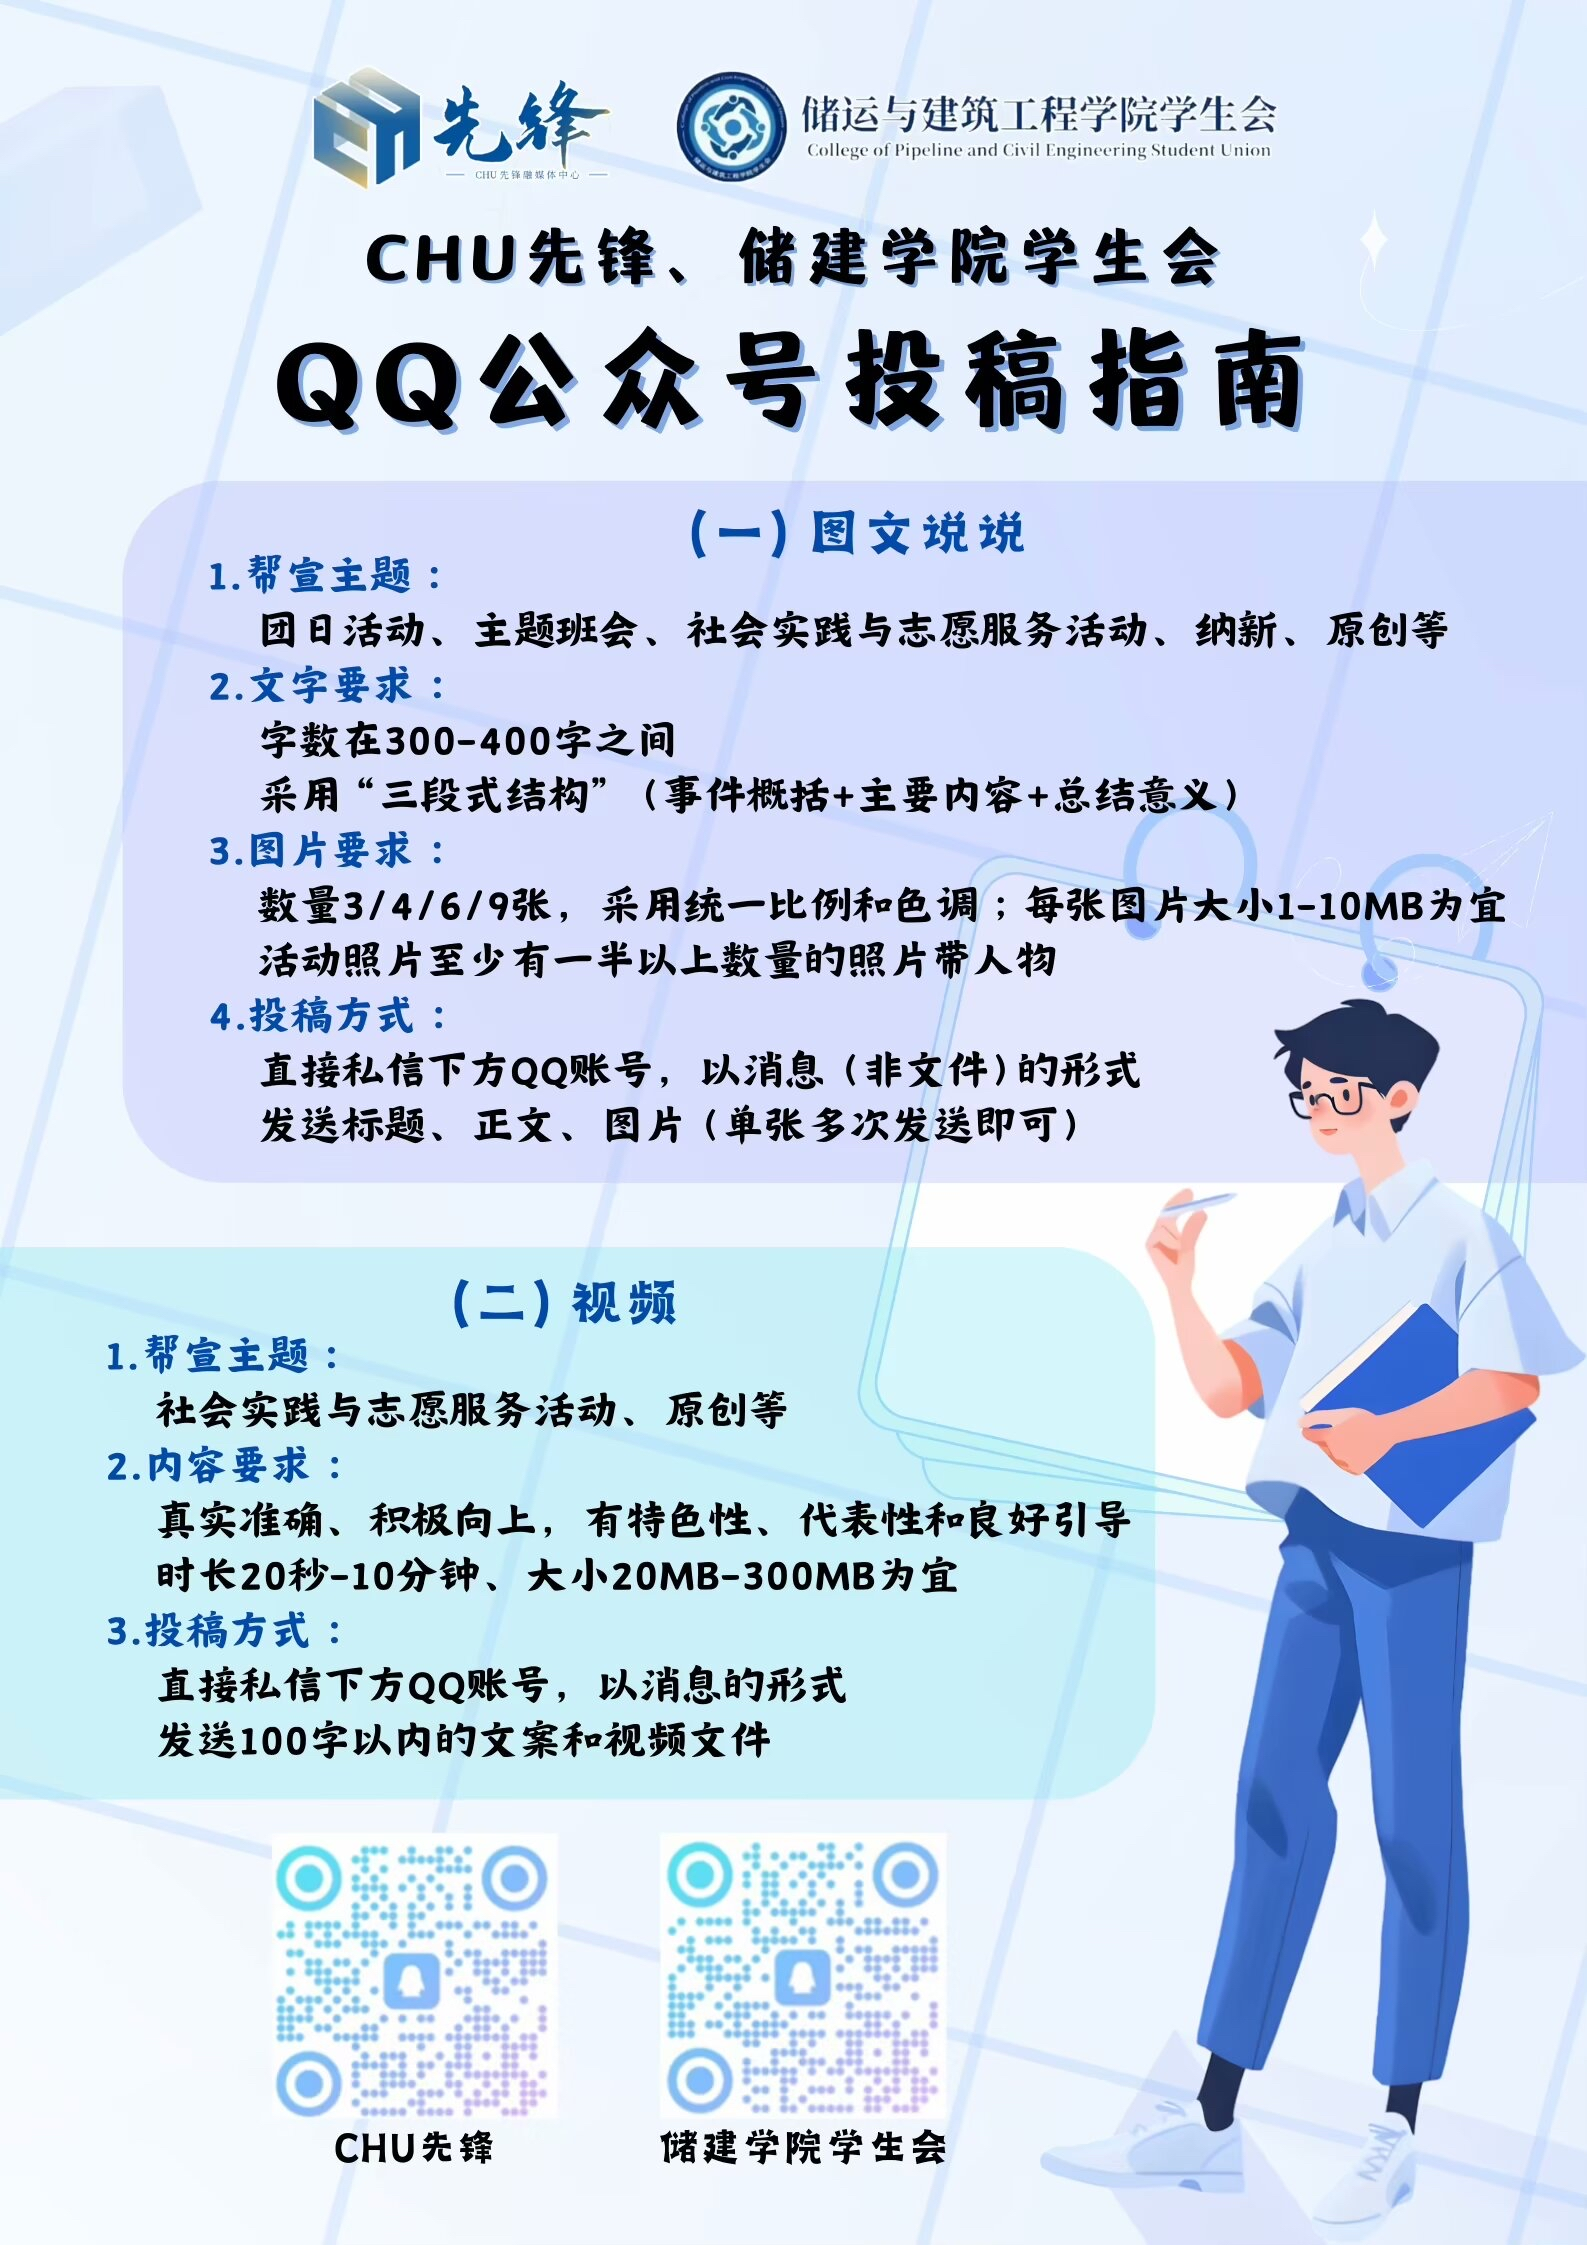 先锋
CHU先锋融媒体中心
储运与建筑工程学院学生会
College of Pipeline and Civil Engineering Student Union
CHU先锋、储建学院学生会
QQ公众号投稿指南
(一)图文说说
1.帮宣主题：
团日活动、主题班会、社会实践与志愿服务活动、纳新、原创等
2.文字要求：
字数在300-400字之间
采用“三段式结构”（事件概括+主要内容+总结意义）
3.图片要求：
数量3/4/6/9张，采用统一比例和色调；每张图片大小1-10MB为宜
活动照片至少有一半以上数量的照片带人物
4.投稿方式：
直接私信下方QQ账号，以消息（非文件)的形式
发送标题、正文、图片（单张多次发送即可）
(二)视频
1.帮宣主题：
社会实践与志愿服务活动、原创等
2.内容要求：
真实准确、积极向上，有特色性、代表性和良好引导
时长20秒-10分钟、大小20MB-300MB为宜
3.投稿方式：
直接私信下方QQ账号，以消息的形式
发送100字以内的文案和视频文件
CHU先锋
储建学院学生会